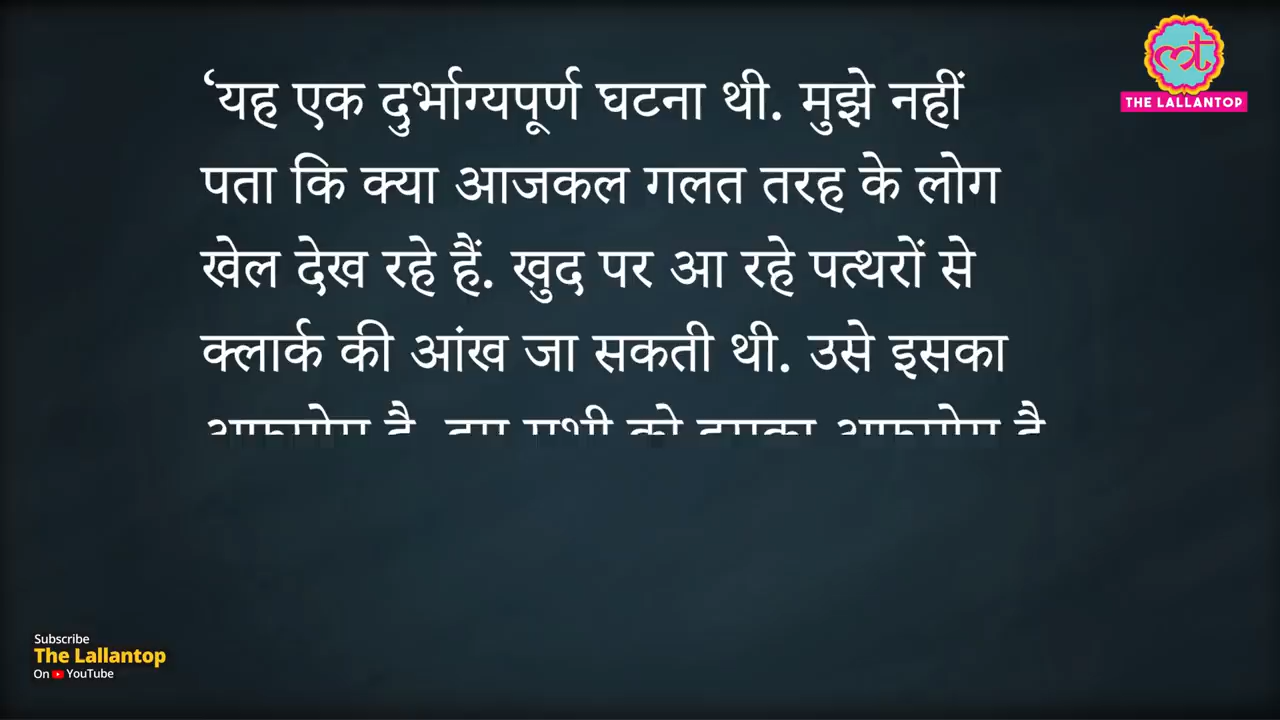 ‘यह एक दुर्भाग्यपूर्ण घटना थी. मुझे नहीं
पता कि क्या आजकल गलत तरह के लोग
खेल देख रहे हैं. खुद पर आ रहे पत्थरों से
क्लार्क की आंख जा सकती थी. उसे इसका
THE LALLANTOP
Subscribe
The Lallantop
On YouTube